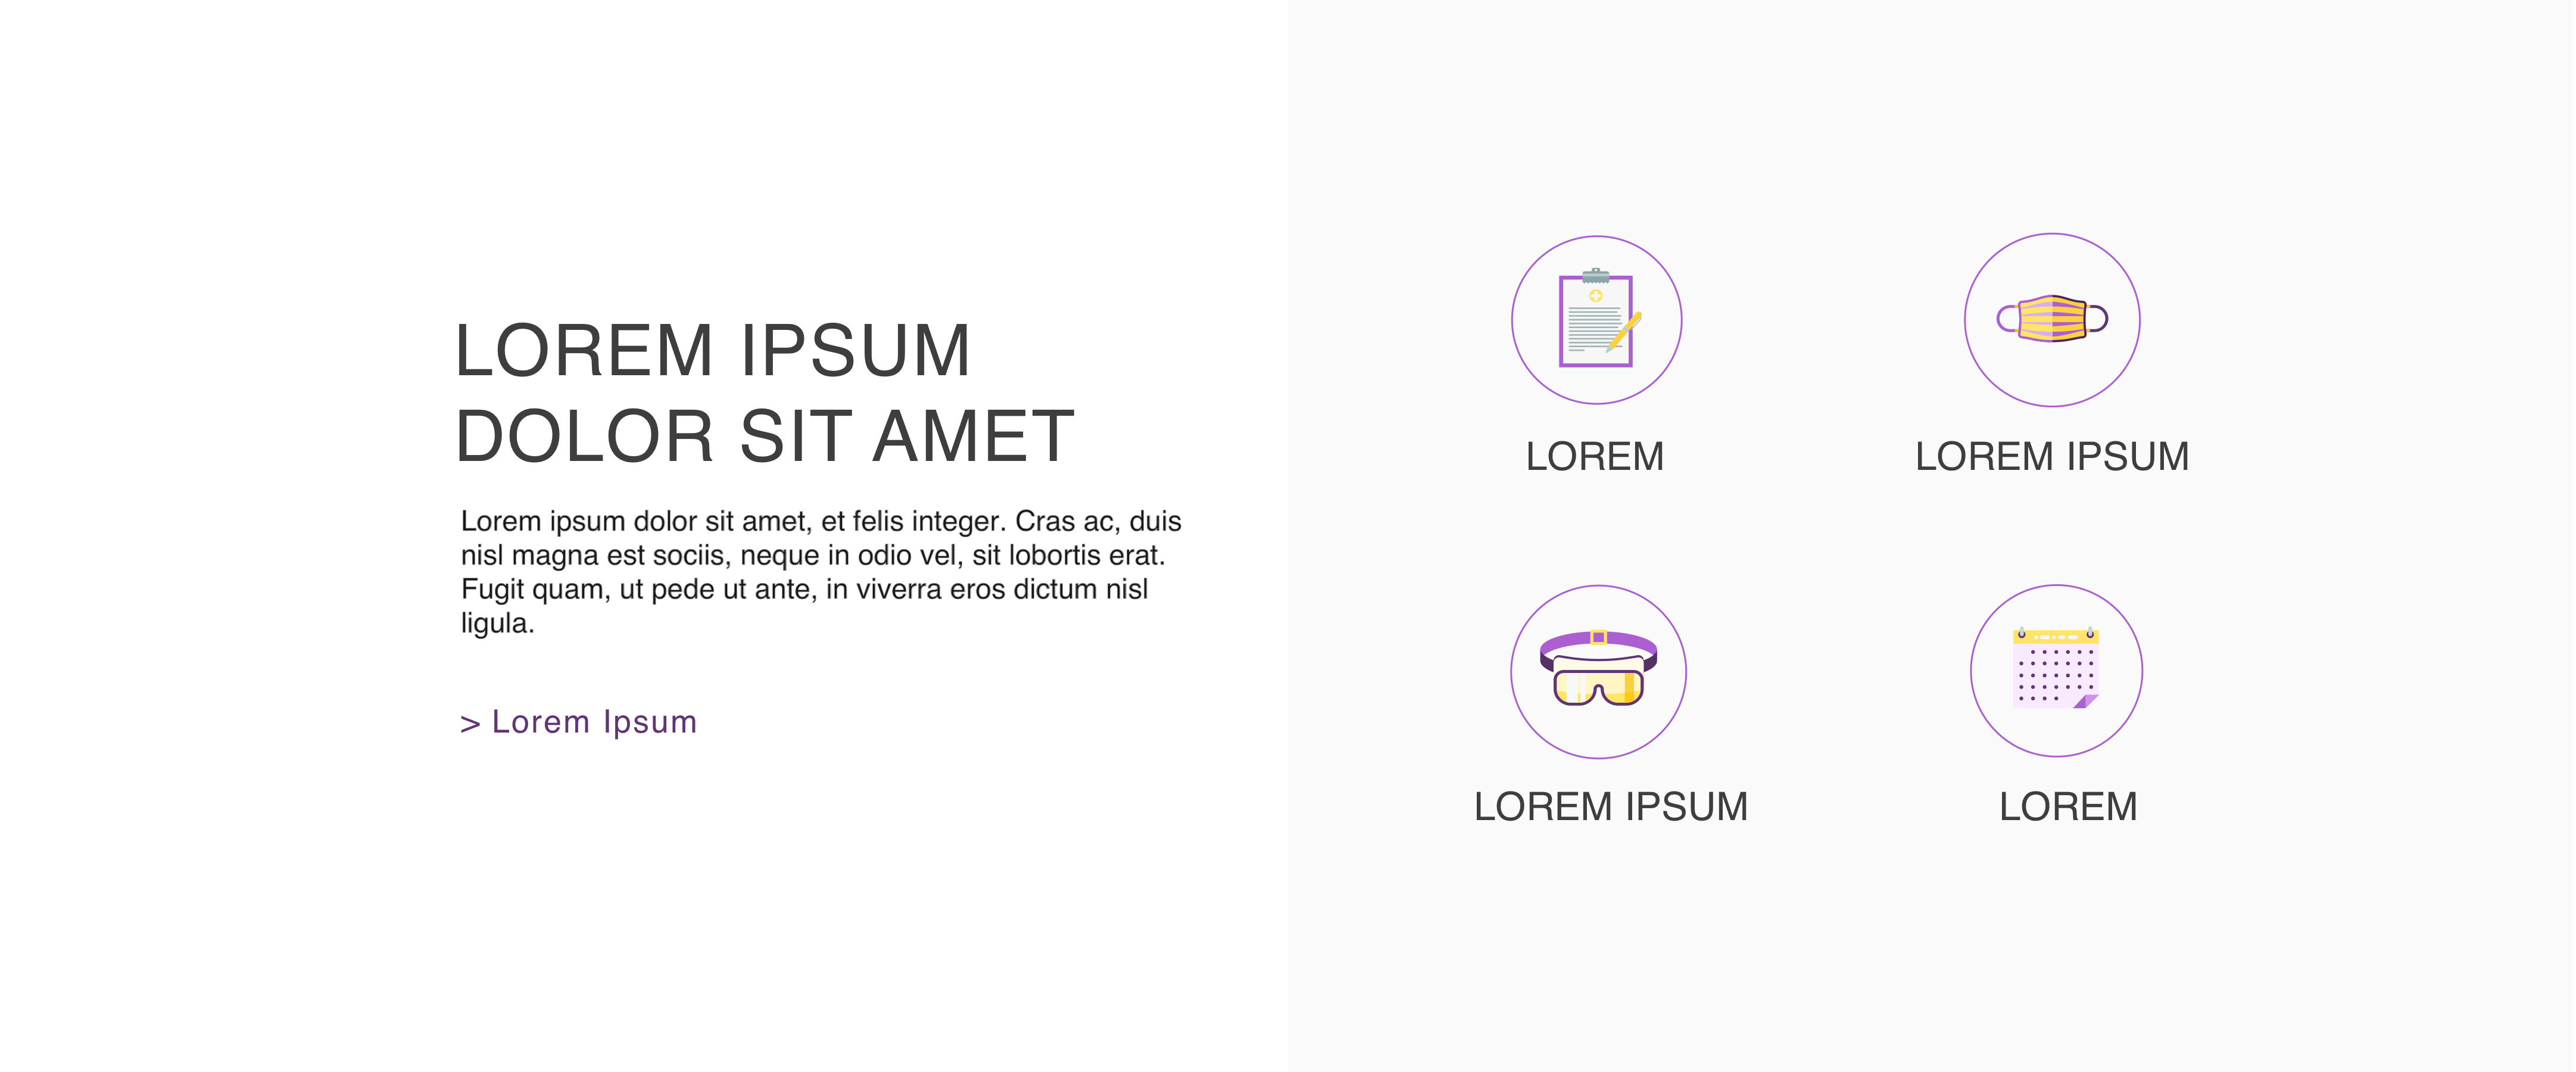 LOREM IPSUM
DOLOR SIT AMET
Lorem ipsum dolor sit amet, et felis integer. Cras ac, duis
nisl magna est sociis, neque in odio vel, sit lobortis erat.
Fugit quam, ut pede ut ante, in viverra eros dictum nisl
ligula.
> Lorem Ipsum
LOREM
LOREM IPSUM
LOREM IPSUM
LOREM